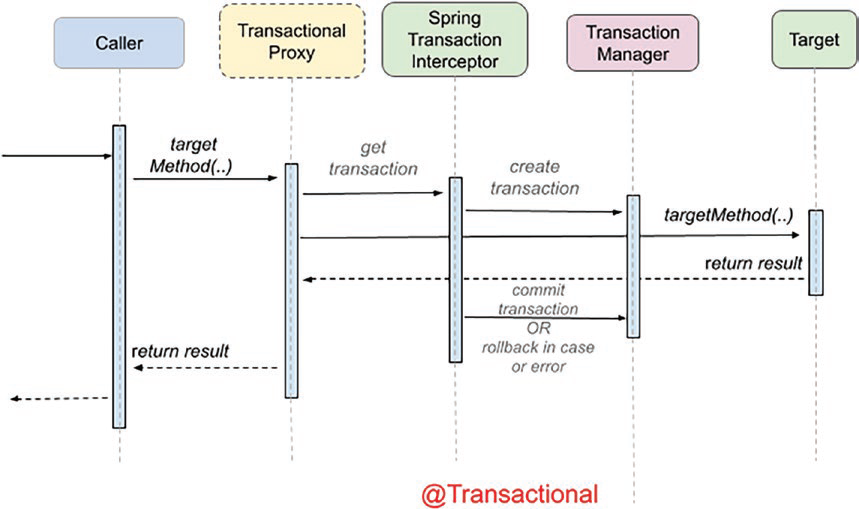 Caller
Transactional
Proxy
Spring
Transaction
Interceptor
Transaction
Manager
Target
target
Method(..)
get
transaction
create
transaction
targetMethod(..)
return result
commit
transaction
OR
rollback in case
or error
return result
@Transactional